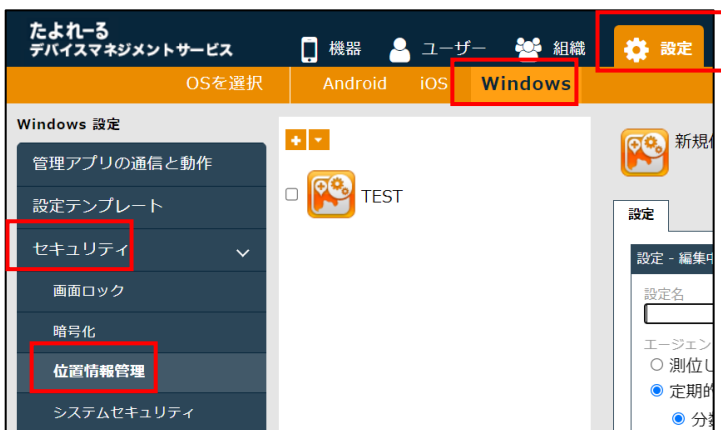 たよれーる
デバイスマネジメントサービス
機器 ユーザー 組織 設定
OSを選択 Android iOS Windows
Windows 設定
管理アプリの通信と動作
設定テンプレート
セキュリティ
画面ロック
暗号化
位置情報管理
システムセキュリティ
TEST
新規
設定
設定 - 編集中
設定名
エージェン
測位し
定期的
分